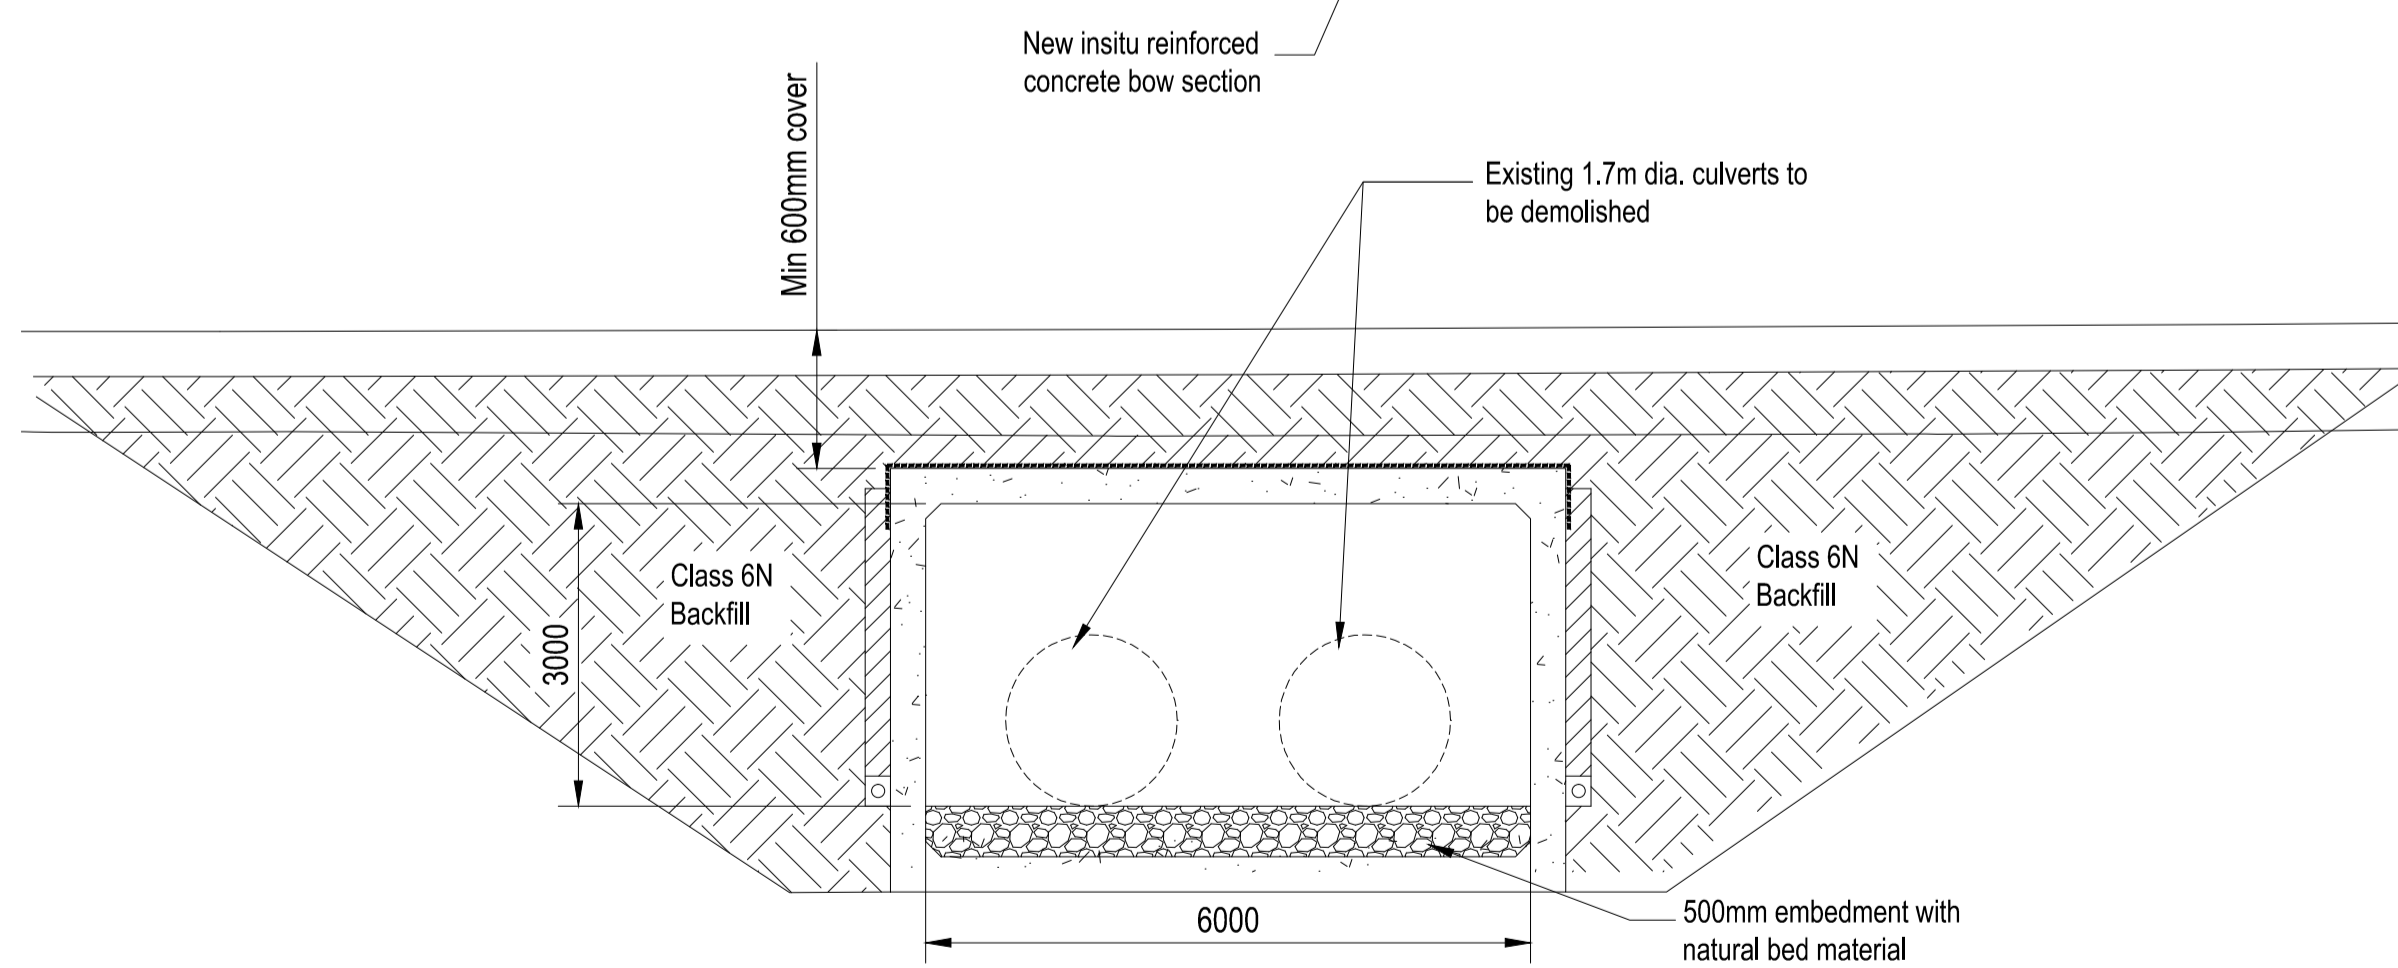 New insitu reinforced
concrete bow section
Min 600mm cover
Existing 1.7m dia. culverts to
be demolished
Class 6N
Backfill
Class 6N
Backfill
3000
6000
500mm embedment with
natural bed material